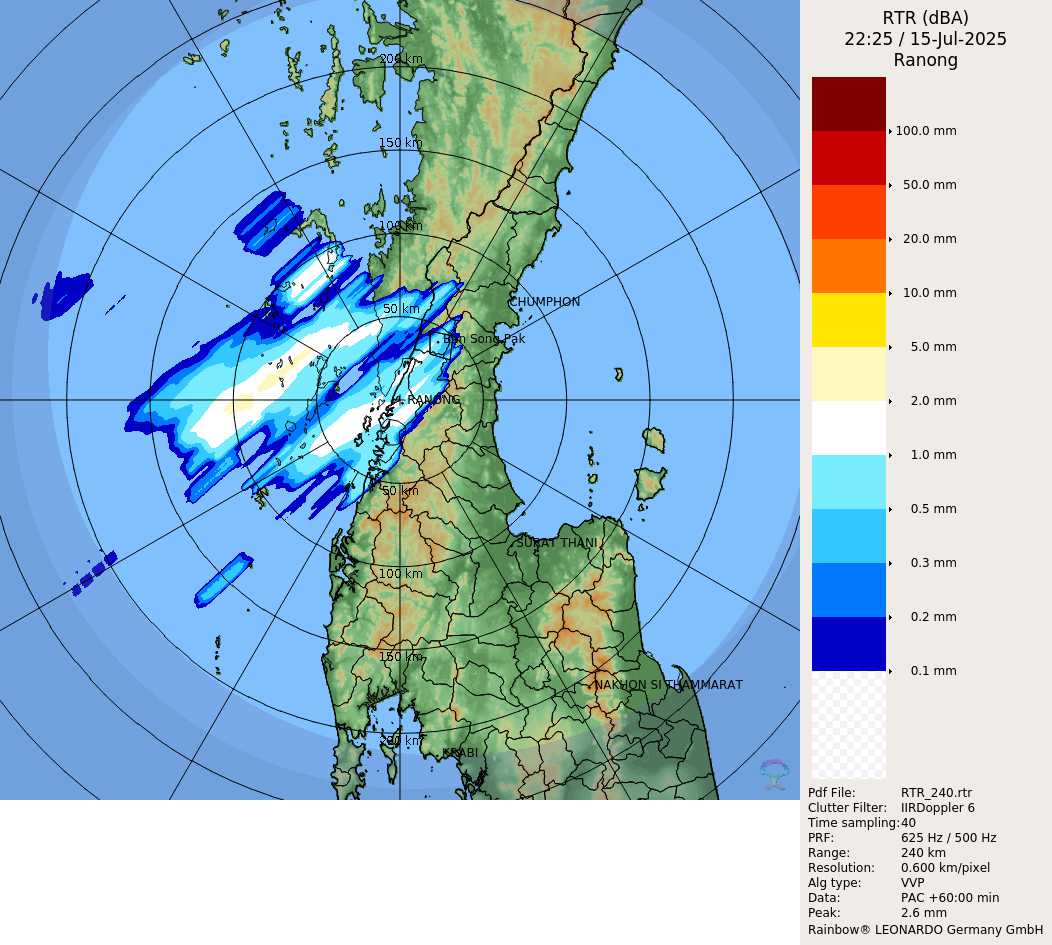 RTR (dBA)
22:25 / 15-Jul-2025
Ranong
100.0 mm
50.0 mm
20.0 mm
10.0 mm
5.0 mm
2.0 mm
1.0 mm
0.5 mm
0.3 mm
0.2 mm
0.1 mm
Pdf File: RTR_240.rtr
Clutter Filter: IIRDoppler 6
Time sampling: 40
PRF: 625 Hz / 500 Hz
Range: 240 km
Resolution: 0.600 km/pixel
Alg type: VVP
Data: PAC +60:00 min
Peak: 2.6 mm
Rainbow® LEONARDO Germany GmbH
200 km
150 km
100 km
CHUMPHON
50 km
Ban Song Pak
RANONG
50 km
SURAT THANI
100 km
150 km
NAKHON SI THAMMARAT
200 km
KRABI